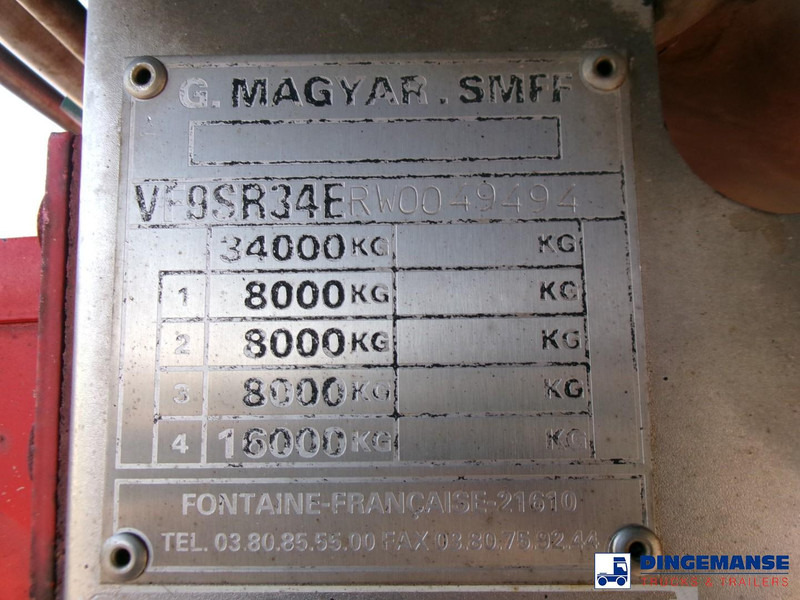 G. MAGYAR . SMFF
VF9SR34ERW0049494
34000KG KG
1 8000KG KG
2 8000KG KG
3 8000KG KG
4 16000KG KG
FONTAINE-FRANÇAISE-21610
TEL. 03.80.85.55.00 FAX 03.80.75.92.44
DINGEMANSE
TRUCKS & TRAILERS